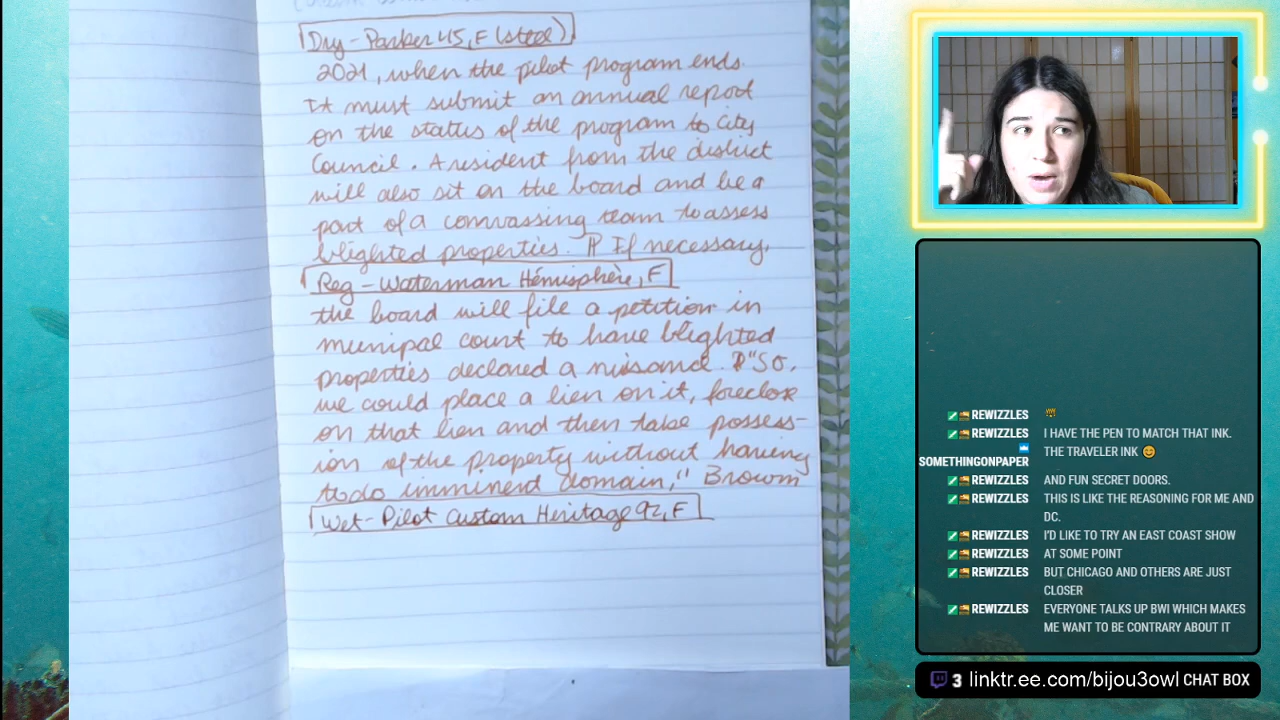 Dry - Parker 45, F (steel)
2021, when the pilot program ends.
It must submit an annual report
on the status of the program to City
Council. A resident from the district
will also sit on the board and be a
part of a canvassing team to assess
blighted properties. ¶ If necessary,
Reg - Waterman Hémisphère, F
the board will file a petition in
munipal court to have blighted
properties declared a nuisance. ¶ "So,
we could place a lien on it, foreclose
on that lien and then take possess-
ion of the property without having
to do imminent domain," Brown
Wet - Pilot Custom Heritage 92, F
REWIZZLES
REWIZZLES I HAVE THE PEN TO MATCH THAT INK.
SOMETHINGONPAPER THE TRAVELER INK
REWIZZLES AND FUN SECRET DOORS.
REWIZZLES THIS IS LIKE THE REASONING FOR ME AND
DC.
REWIZZLES I'D LIKE TO TRY AN EAST COAST SHOW
REWIZZLES AT SOME POINT
REWIZZLES BUT CHICAGO AND OTHERS ARE JUST
CLOSER
REWIZZLES EVERYONE TALKS UP BWI WHICH MAKES
ME WANT TO BE CONTRARY ABOUT IT
3 linktr.ee.com/bijou3owl CHAT BOX